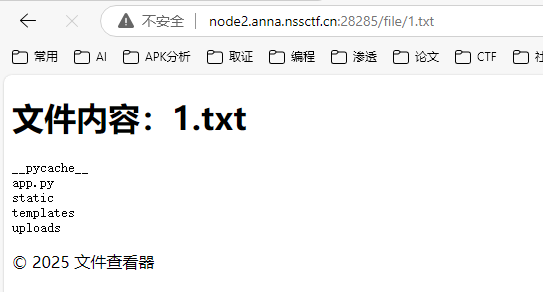 不安全 node2.anna.nssctf.cn:28285/file/1.txt
常用 AI APK分析 取证 编程 渗透 论文 CTF
文件内容：1.txt
__pycache__
app.py
static
templates
uploads
© 2025 文件查看器